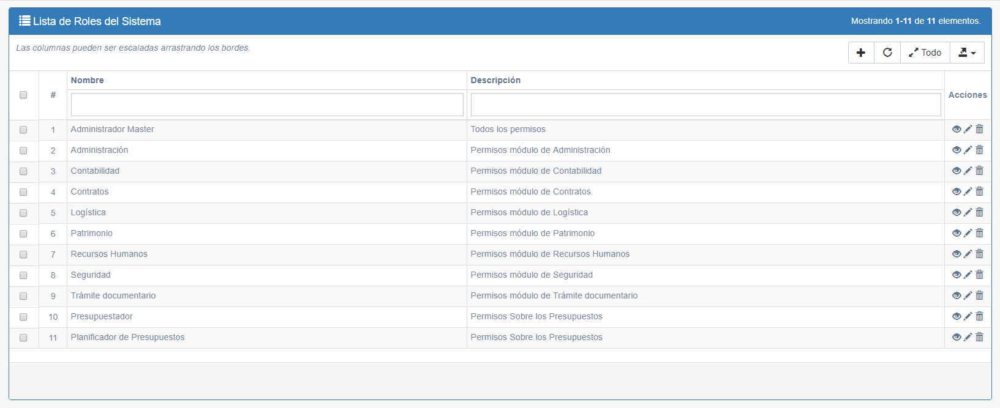 Lista de Roles del Sistema
Mostrando 1-11 de 11 elementos.
Las columnas pueden ser escaladas arrastrando los bordes.
Todo
# Nombre Descripción Acciones
1 Administrador Master Todos los permisos
2 Administración Permisos módulo de Administración
3 Contabilidad Permisos módulo de Contabilidad
4 Contratos Permisos módulo de Contratos
5 Logística Permisos módulo de Logística
6 Patrimonio Permisos módulo de Patrimonio
7 Recursos Humanos Permisos módulo de Recursos Humanos
8 Seguridad Permisos módulo de Seguridad
9 Trámite documentario Permisos módulo de Trámite documentario
10 Presupuestador Permisos Sobre los Presupuestos
11 Planificador de Presupuestos Permisos Sobre los Presupuestos